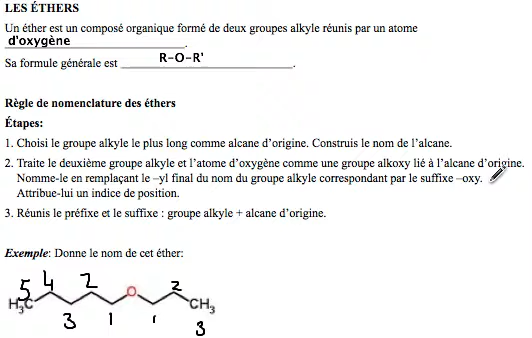 LES ÉTHERS
Un éther est un composé organique formé de deux groupes alkyle réunis par un atome
d'oxygène.
Sa formule générale est R-O-R'.
Règle de nomenclature des éthers
Étapes:
1. Choisi le groupe alkyle le plus long comme alcane d'origine. Construis le nom de l'alcane.
2. Traite le deuxième groupe alkyle et l'atome d'oxygène comme une groupe alkoxy lié à l'alcane d'origine.
Nomme-le en remplaçant le –yl final du nom du groupe alkyle correspondant par le suffixe –oxy.
Attribue-lui un indice de position.
3. Réunis le préfixe et le suffixe : groupe alkyle + alcane d'origine.
Exemple: Donne le nom de cet éther:
5 4 2 O 2
H3C CH3
3 1 1 3